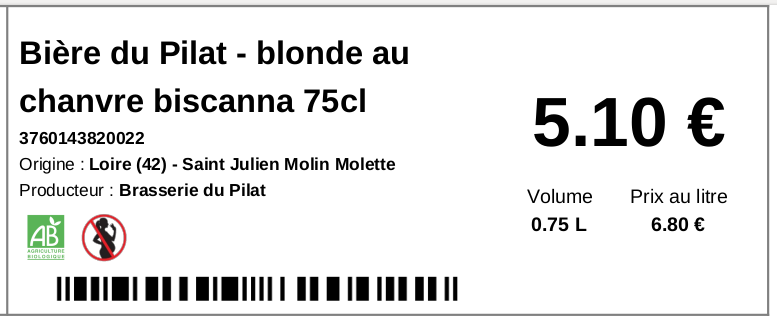 Bière du Pilat - blonde au
chanvre biscanna 75cl
3760143820022
Origine : Loire (42) - Saint Julien Molin Molette
Producteur : Brasserie du Pilat
AB
AGRICULTURE
BIOLOGIQUE
5.10 €
Volume Prix au litre
0.75 L 6.80 €